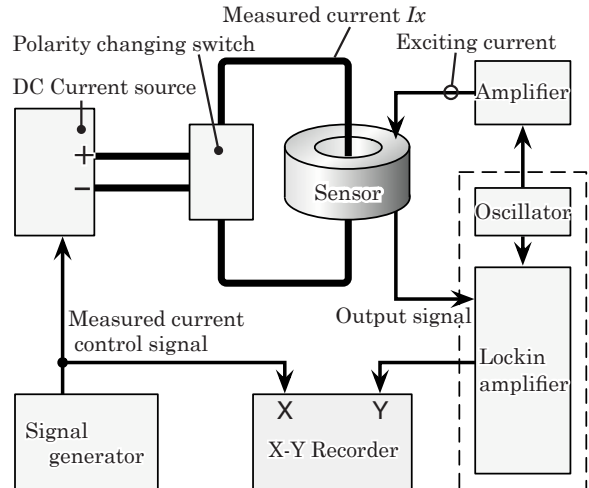 Measured current Ix
Polarity changing switch
Exciting current
DC Current source
Amplifier
+
−
Sensor
Oscillator
Output signal
Measured current
control signal
Lockin
amplifier
X
Y
Signal
generator
X-Y Recorder